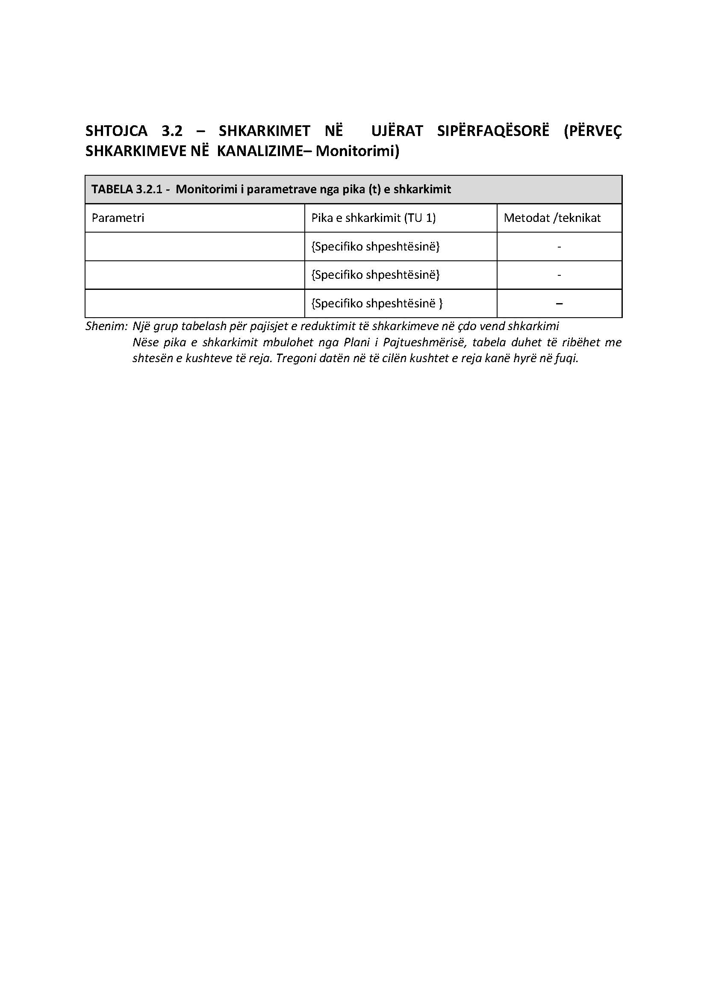 SHTOJCA 3.2 – SHKARKIMET NË UJËRAT SIPËRFAQËSORË (PËRVEÇ
SHKARKIMEVE NË KANALIZIME– Monitorimi)
TABELA 3.2.1 - Monitorimi i parametrave nga pika (t) e shkarkimit
Parametri Pika e shkarkimit (TU 1) Metodat /teknikat
{Specifiko shpeshtësinë} -
{Specifiko shpeshtësinë} -
{Specifiko shpeshtësinë } –
Shenim: Një grup tabelash për pajisjet e reduktimit të shkarkimeve në çdo vend shkarkimi
Nëse pika e shkarkimit mbulohet nga Plani i Pajtueshmërisë, tabela duhet të ribëhet me
shtesën e kushteve të reja. Tregoni datën në të cilën kushtet e reja kanë hyrë në fuqi.